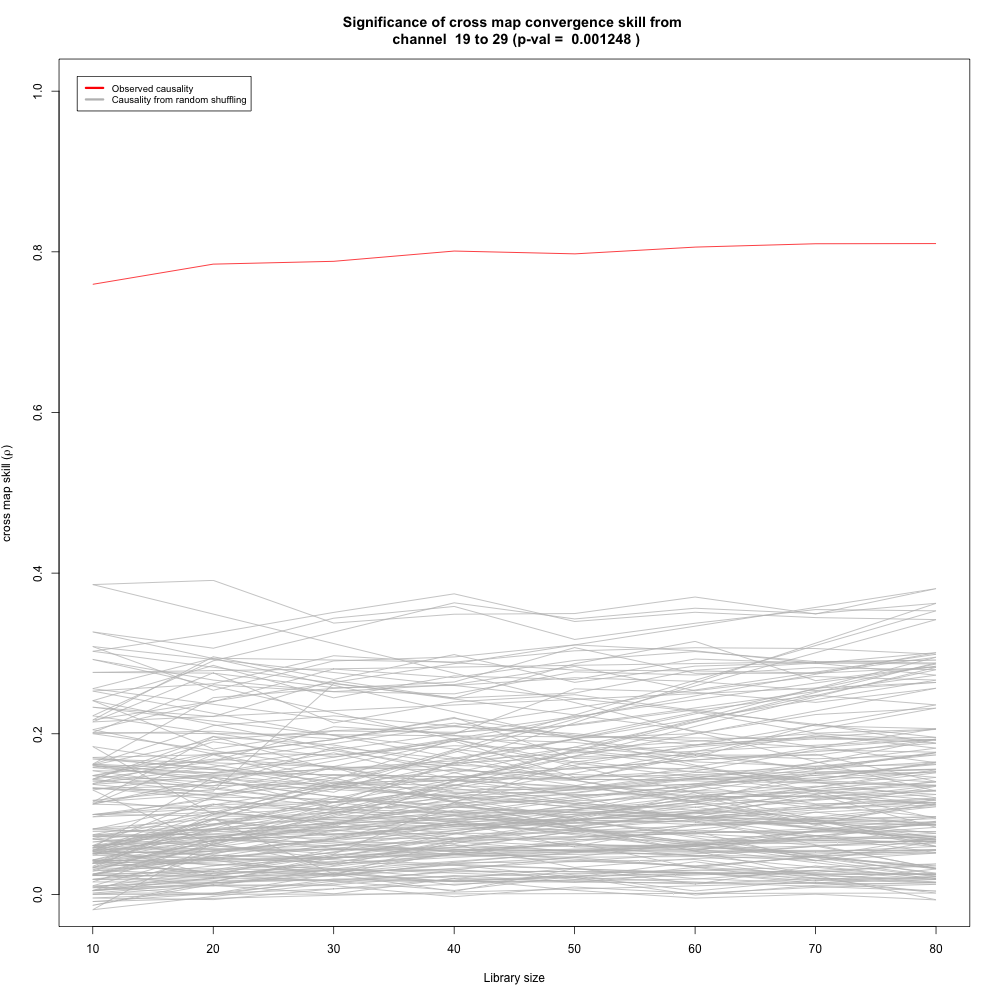 Significance of cross map convergence skill from
channel  19 to 29 (p-val =  0.001248 )
Observed causality
Causality from random shuffling
1.0
0.8
0.6
0.4
0.2
0.0
cross map skill (ρ)
10 20 30 40 50 60 70 80
Library size